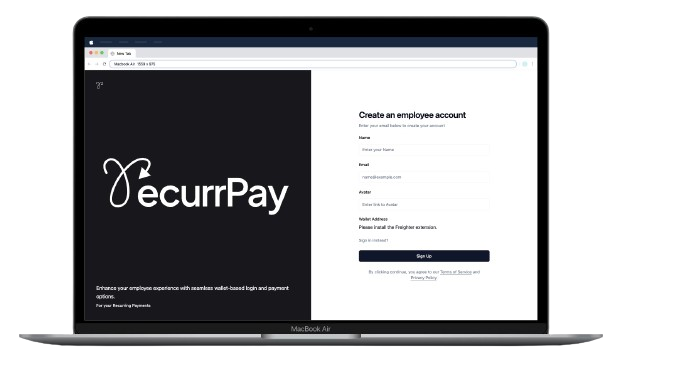 New Tab
Macbook Air
Create an employee account
Enter your email below to create your account
Name
Enter your Name
Email
name@example.com
Avatar
Enter link to Avatar
Wallet Address
Please Install the Freighter extension.
Sign in instead?
Sign Up
By clicking continue, you agree to our Terms of Service and
Privacy Policy
ecurrPay
Enhance your employee experience with seamless wallet-based login and payment
options.
For your Recurring Payments
MacBook Air